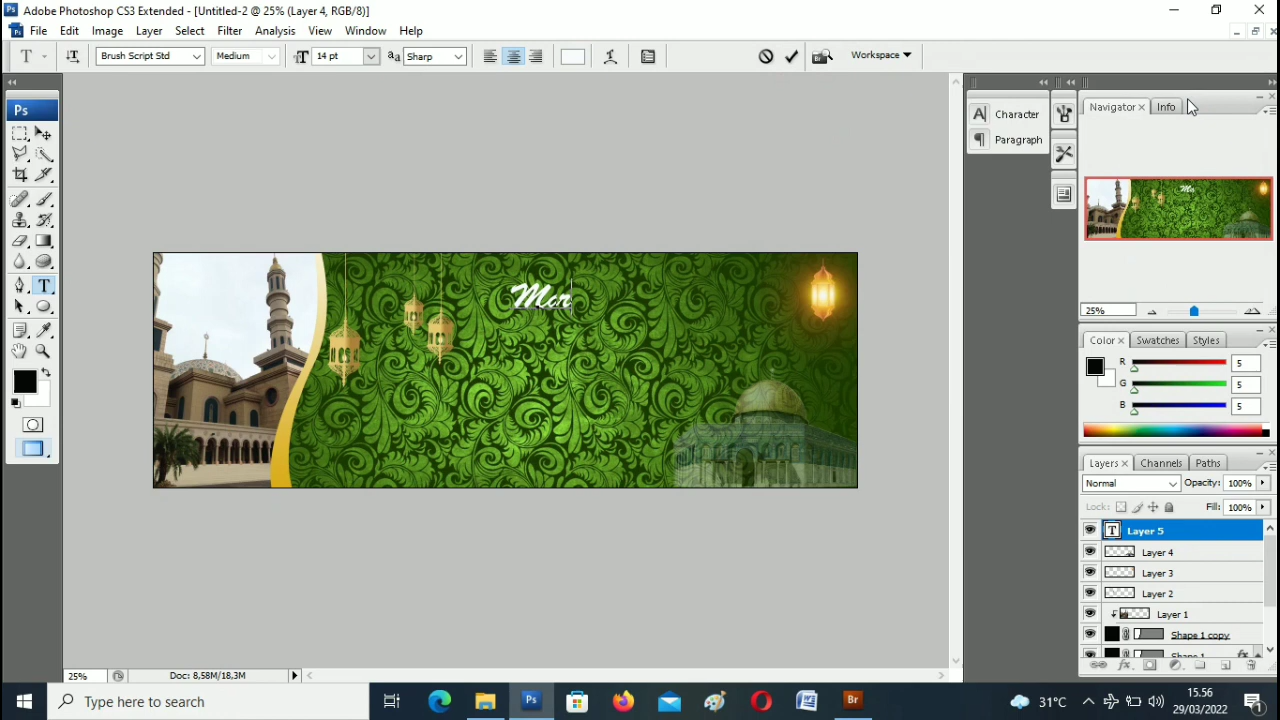 Adobe Photoshop CS3 Extended - [Untitled-2 @ 25% (Layer 4, RGB/8)]
File Edit Image Layer Select Filter Analysis View Window Help
Brush Script Std Medium 14 pt Sharp Workspace
Ps
Character
Paragraph
Navigator Info
Mor
25%
Color Swatches Styles
R 5
G 5
B 5
Layers Channels Paths
Normal Opacity: 100%
Lock: Fill: 100%
Layer 5
Layer 4
Layer 3
Layer 2
Layer 1
Shape 1 copy
Shape 1
25% Doc: 8,58M/18,3M
Type here to search
31°C
15.56
29/03/2022